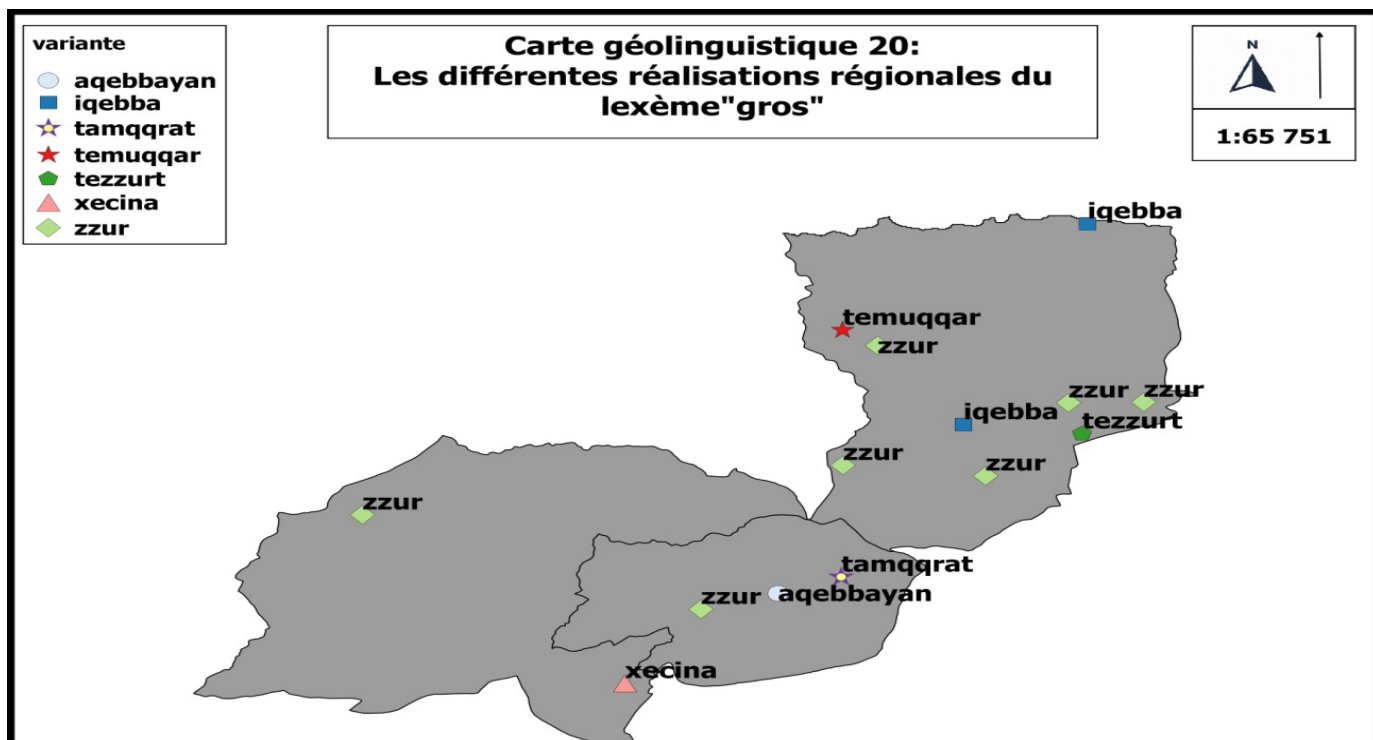 variante
aqebbayan
iqebba
tamqqrat
temuqqar
tezzurt
xecina
zzur
Carte géolinguistique 20:
Les différentes réalisations régionales du
lexème"gros"
N
1:65 751
iqebba
temuqqar
zzur
zzur
zzur
iqebba
tezzurt
zzur
zzur
zzur
tamqqrat
aqebbayan
zzur
xecina